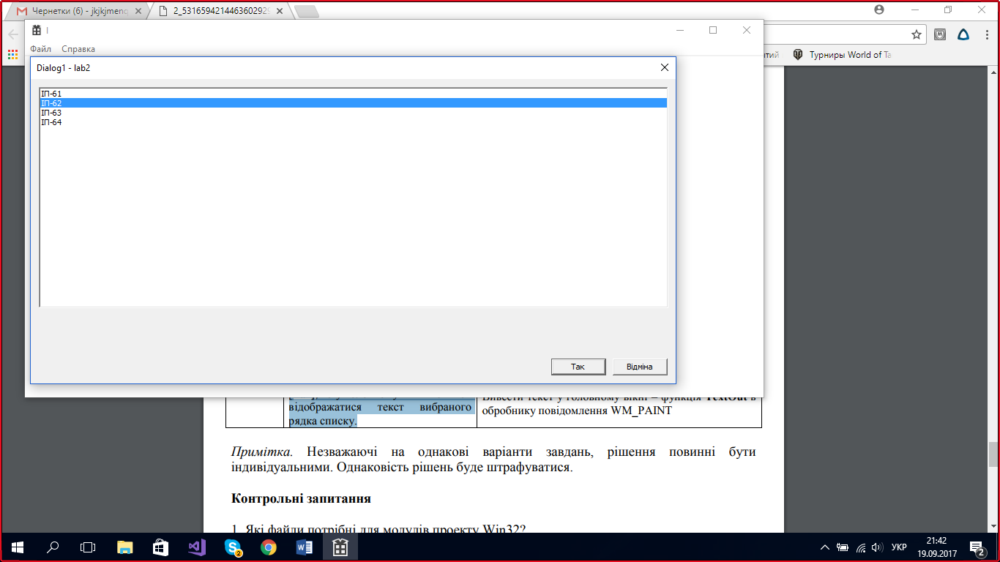 Чернетки (6) - jkjkjmenq
2_5316594214463602929
Файл Справка
Турниры World of Ta
Dialog1 - lab2
ІП-61
ІП-62
ІП-63
ІП-64
Так Відміна
Вивести текст у головному вікні – функція TextOut в
відображатися текст вибраного
обробнику повідомлення WM_PAINT
рядка списку.
Примітка. Незважаючі на однакові варіанти завдань, рішення повинні бути
індивідуальними. Однаковість рішень буде штрафуватися.
Контрольні запитання
1. Які файли потрібні для модулів проекту Win32?
2
УКР
21:42
19.09.2017
2